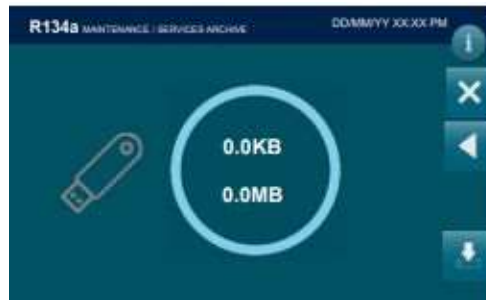 R134a MAINTENANCE / SERVICES ARCHIVE
DD/MM/YY XX:XX PM
i
0.0KB
0.0MB